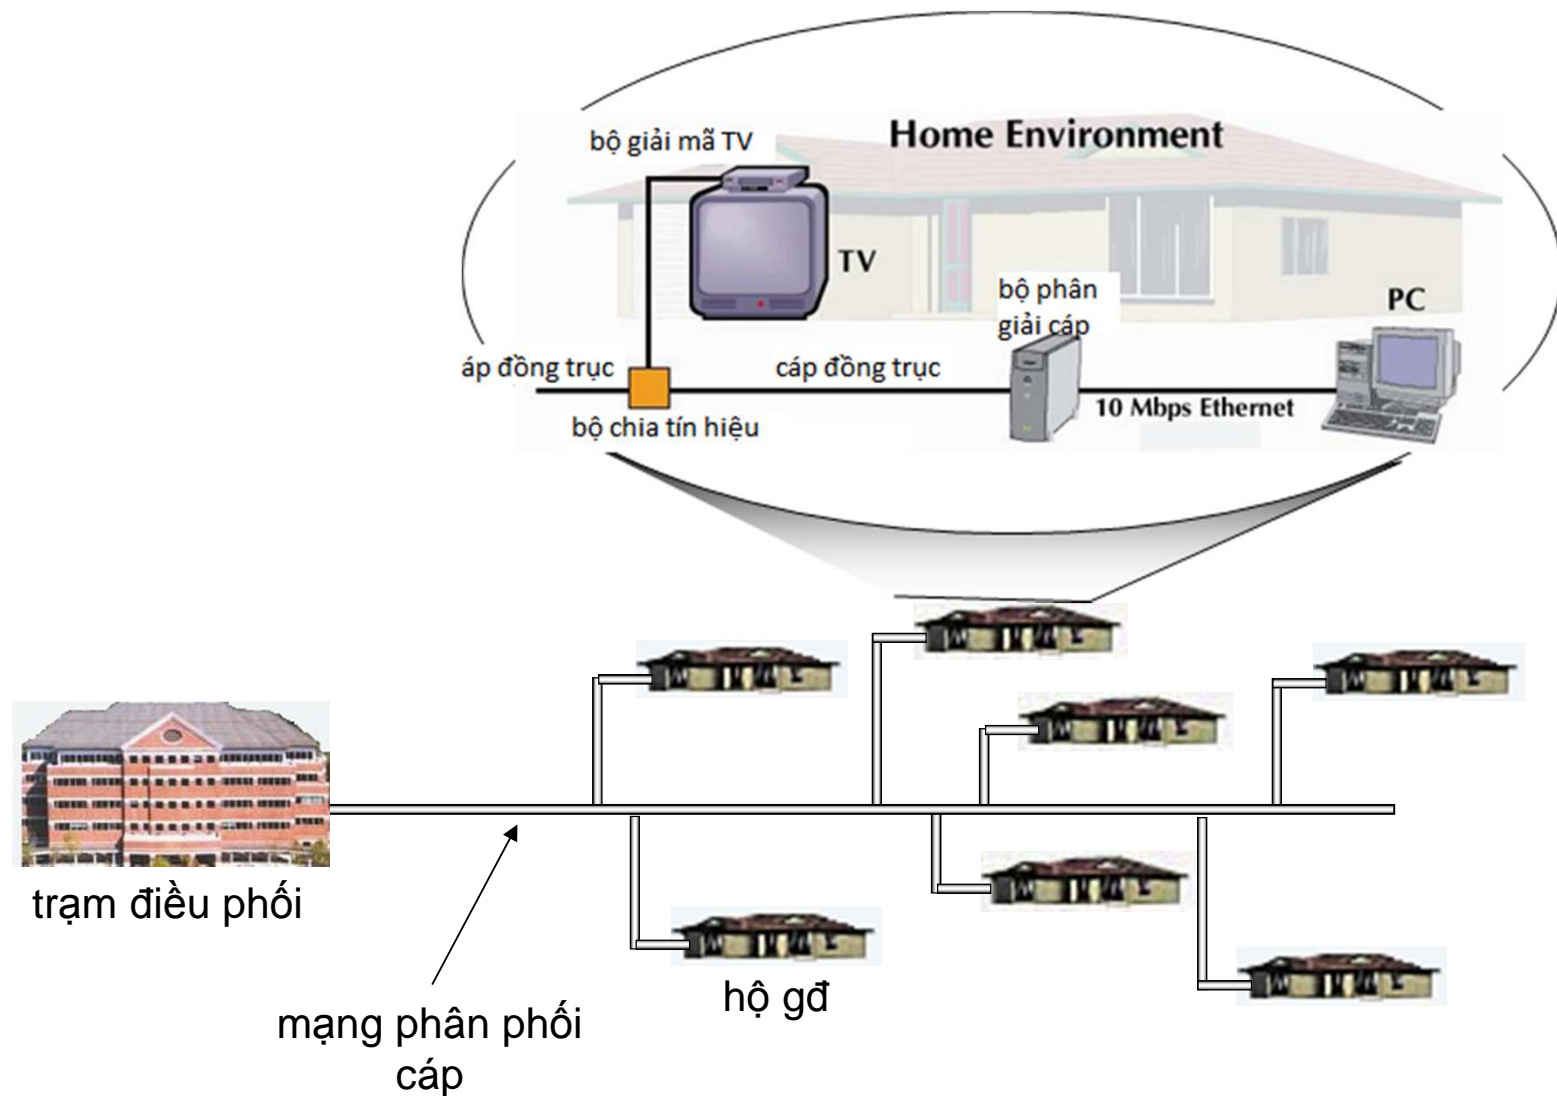 Home Environment
bộ giải mã TV
TV
bộ phân
giải cáp
PC
áp đồng trục
cáp đồng trục
10 Mbps Ethernet
bộ chia tín hiệu
trạm điều phối
hộ gđ
mạng phân phối
cáp